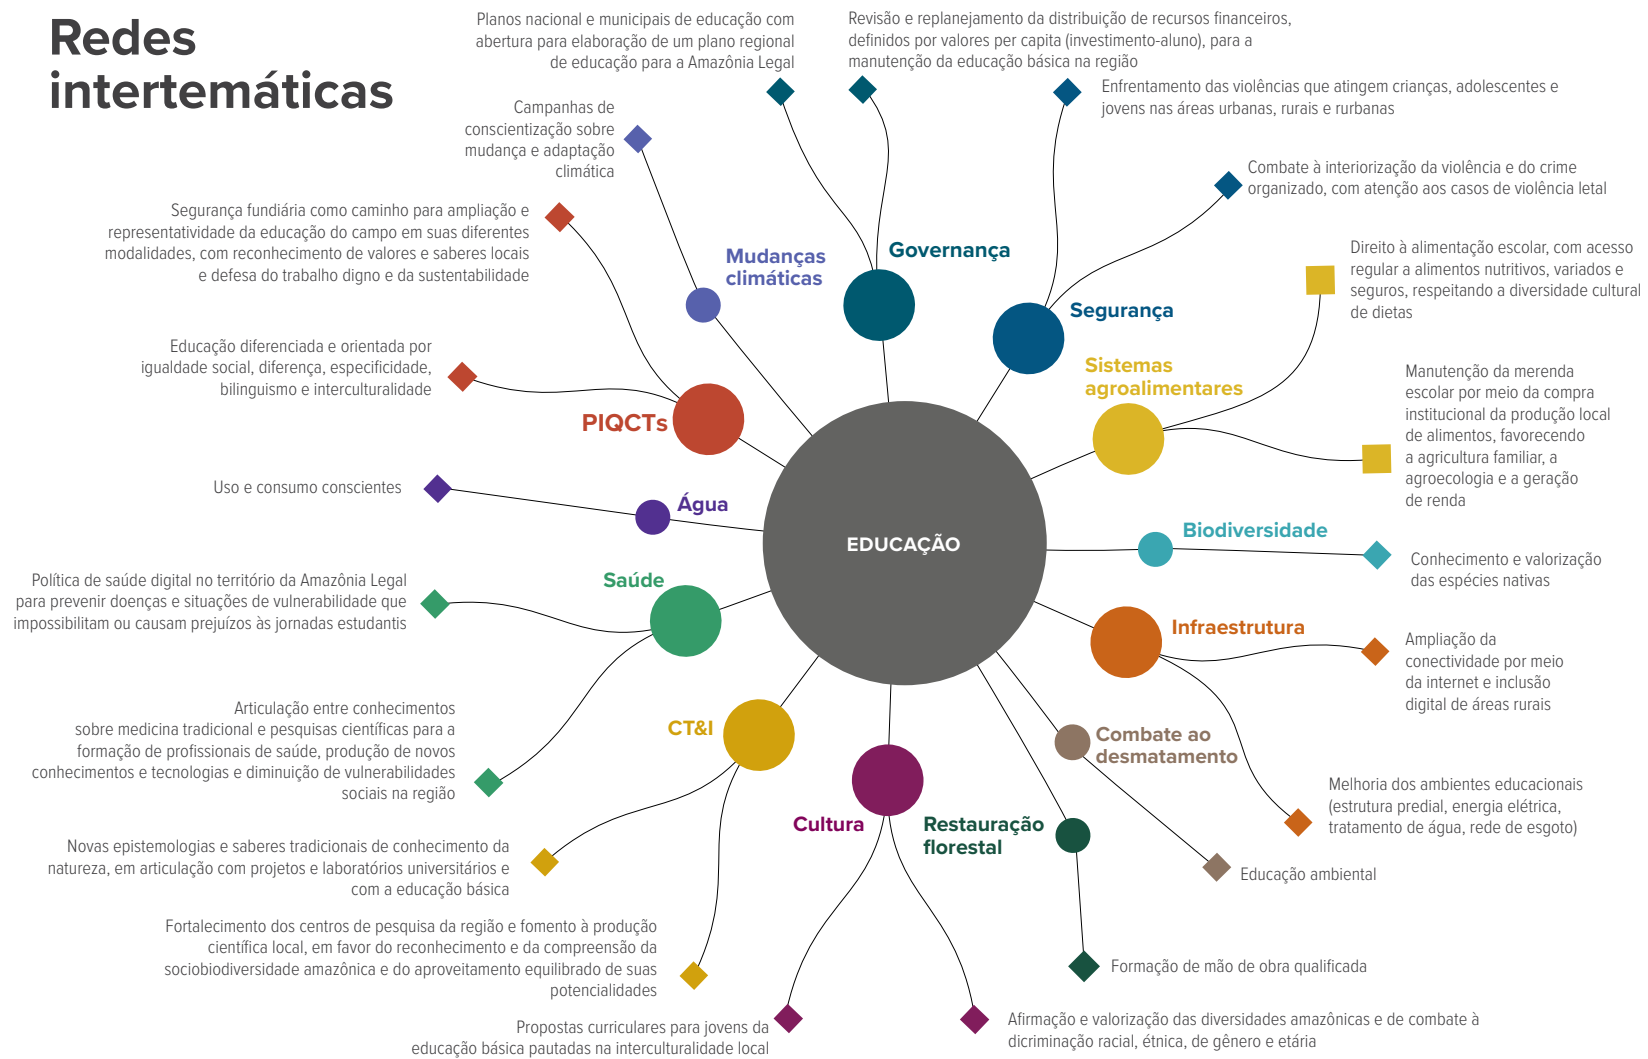 Redes
intertemáticas
Planos nacional e municipais de educação com
abertura para elaboração de um plano regional
de educação para a Amazônia Legal
Revisão e replanejamento da distribuição de recursos financeiros,
definidos por valores per capita (investimento-aluno), para a
manutenção da educação básica na região
Enfrentamento das violências que atingem crianças, adolescentes e
jovens nas áreas urbanas, rurais e rurbanas
Campanhas de
conscientização sobre
mudança e adaptação
climática
Combate à interiorização da violência e do crime
organizado, com atenção aos casos de violência letal
Segurança fundiária como caminho para ampliação e
representatividade da educação do campo em suas diferentes
modalidades, com reconhecimento de valores e saberes locais
e defesa do trabalho digno e da sustentabilidade
Mudanças
climáticas
Governança
Segurança
Direito à alimentação escolar, com acesso
regular a alimentos nutritivos, variados e
seguros, respeitando a diversidade cultural
de dietas
Educação diferenciada e orientada por
igualdade social, diferença, especificidade,
bilinguismo e interculturalidade
PIQCTs
Sistemas
agroalimentares
Manutenção da merenda
escolar por meio da compra
institucional da produção local
de alimentos, favorecendo
a agricultura familiar, a
agroecologia e a geração
de renda
Uso e consumo conscientes
Água
EDUCAÇÃO
Biodiversidade
Conhecimento e valorização
das espécies nativas
Política de saúde digital no território da Amazônia Legal
para prevenir doenças e situações de vulnerabilidade que
impossibilitam ou causam prejuízos às jornadas estudantis
Saúde
Infraestrutura
Ampliação da
conectividade por meio
da internet e inclusão
digital de áreas rurais
Articulação entre conhecimentos
sobre medicina tradicional e pesquisas científicas para a
formação de profissionais de saúde, produção de novos
conhecimentos e tecnologias e diminuição de vulnerabilidades
sociais na região
CT&I
Combate ao
desmatamento
Melhoria dos ambientes educacionais
(estrutura predial, energia elétrica,
tratamento de água, rede de esgoto)
Cultura
Restauração
florestal
Novas epistemologias e saberes tradicionais de conhecimento da
natureza, em articulação com projetos e laboratórios universitários e
com a educação básica
Educação ambiental
Fortalecimento dos centros de pesquisa da região e fomento à produção
científica local, em favor do reconhecimento e da compreensão da
sociobiodiversidade amazônica e do aproveitamento equilibrado de suas
potencialidades
Formação de mão de obra qualificada
Propostas curriculares para jovens da
educação básica pautadas na interculturalidade local
Afirmação e valorização das diversidades amazônicas e de combate à
dicriminação racial, étnica, de gênero e etária